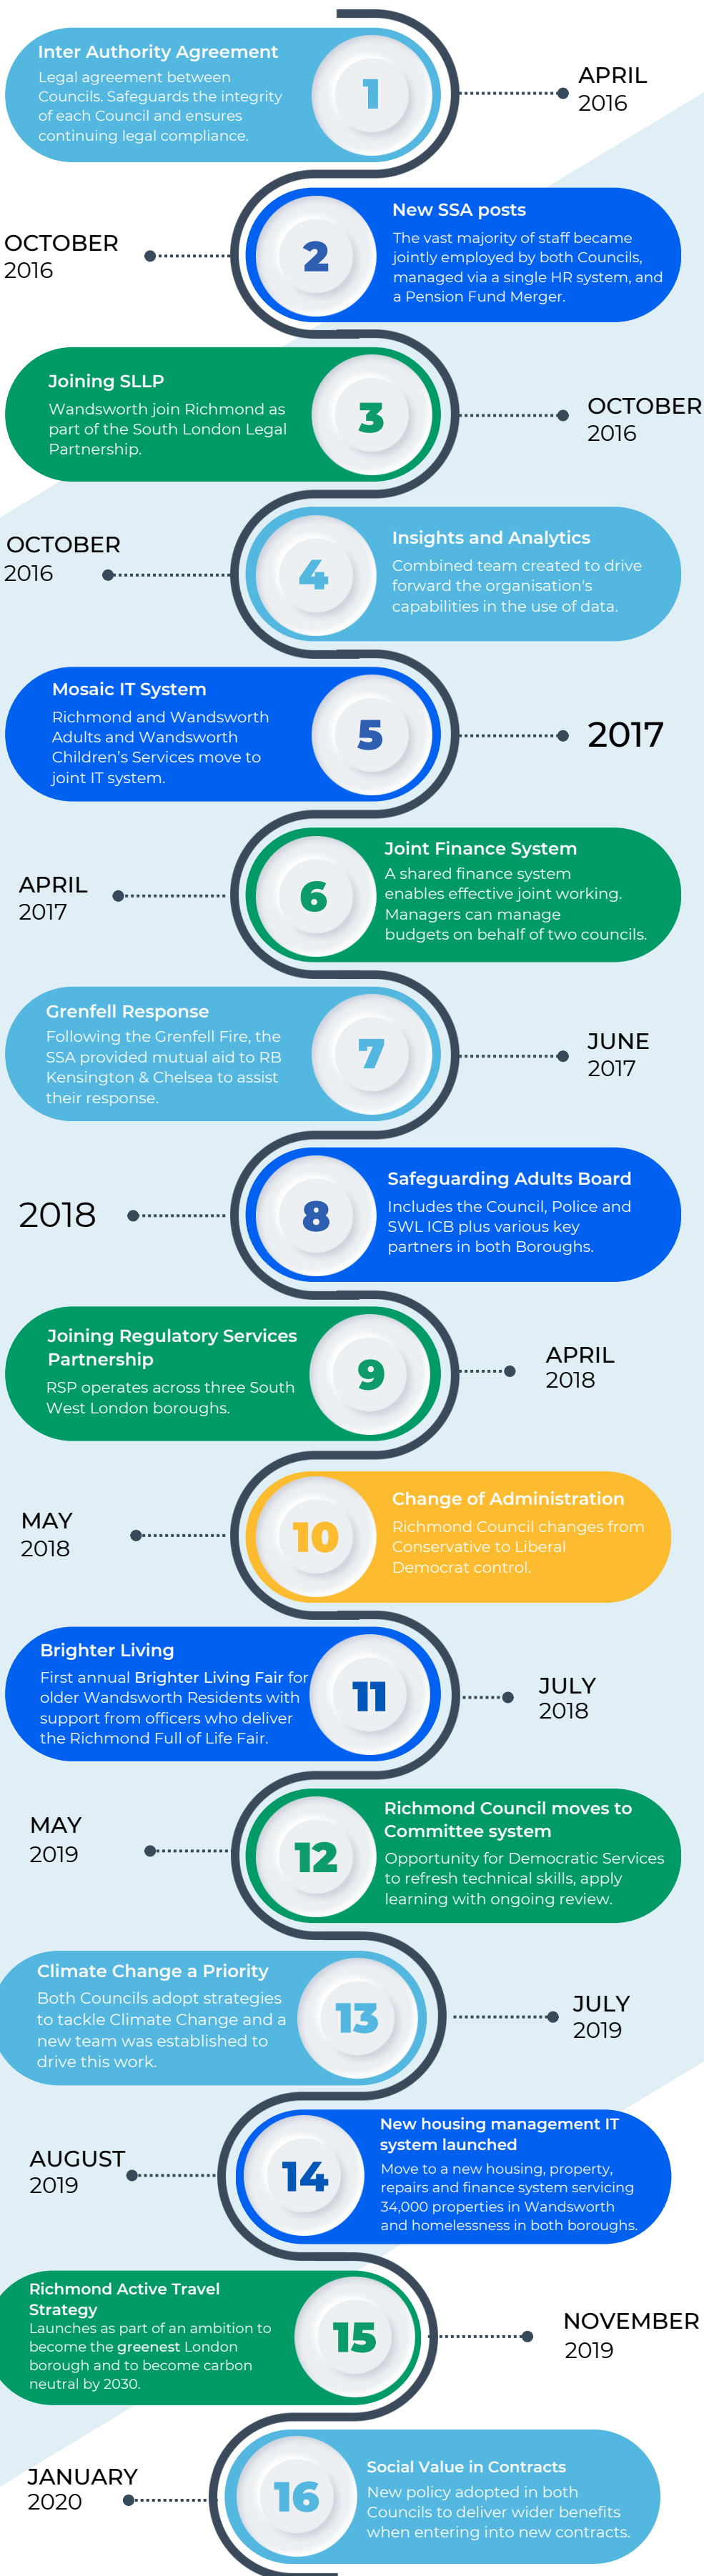 Inter Authority Agreement
Legal agreement between
Councils. Safeguards the integrity
of each Council and ensures
continuing legal compliance.
1
APRIL
2016
OCTOBER
2016
2
New SSA posts
The vast majority of staff became
jointly employed by both Councils,
managed via a single HR system, and
a Pension Fund Merger.
Joining SLLP
Wandsworth join Richmond as
part of the South London Legal
Partnership.
3
OCTOBER
2016
OCTOBER
2016
4
Insights and Analytics
Combined team created to drive
forward the organisation's
capabilities in the use of data.
Mosaic IT System
Richmond and Wandsworth
Adults and Wandsworth
Children's Services move to
joint IT system.
5
2017
APRIL
2017
6
Joint Finance System
A shared finance system
enables effective joint working.
Managers can manage
budgets on behalf of two councils.
Grenfell Response
Following the Grenfell Fire, the
SSA provided mutual aid to RB
Kensington & Chelsea to assist
their response.
7
JUNE
2017
2018
8
Safeguarding Adults Board
Includes the Council, Police and
SWL ICB plus various key
partners in both Boroughs.
Joining Regulatory Services
Partnership
RSP operates across three South
West London boroughs.
9
APRIL
2018
MAY
2018
10
Change of Administration
Richmond Council changes from
Conservative to Liberal
Democrat control.
Brighter Living
First annual Brighter Living Fair for
older Wandsworth Residents with
support from officers who deliver
the Richmond Full of Life Fair.
11
JULY
2018
MAY
2019
12
Richmond Council moves to
Committee system
Opportunity for Democratic Services
to refresh technical skills, apply
learning with ongoing review.
Climate Change a Priority
Both Councils adopt strategies
to tackle Climate Change and a
new team was established to
drive this work.
13
JULY
2019
AUGUST
2019
14
New housing management IT
system launched
Move to a new housing, property,
repairs and finance system servicing
34,000 properties in Wandsworth
and homelessness in both boroughs.
Richmond Active Travel
Strategy
Launches as part of an ambition to
become the greenest London
borough and to become carbon
neutral by 2030.
15
NOVEMBER
2019
JANUARY
2020
16
Social Value in Contracts
New policy adopted in both
Councils to deliver wider benefits
when entering into new contracts.